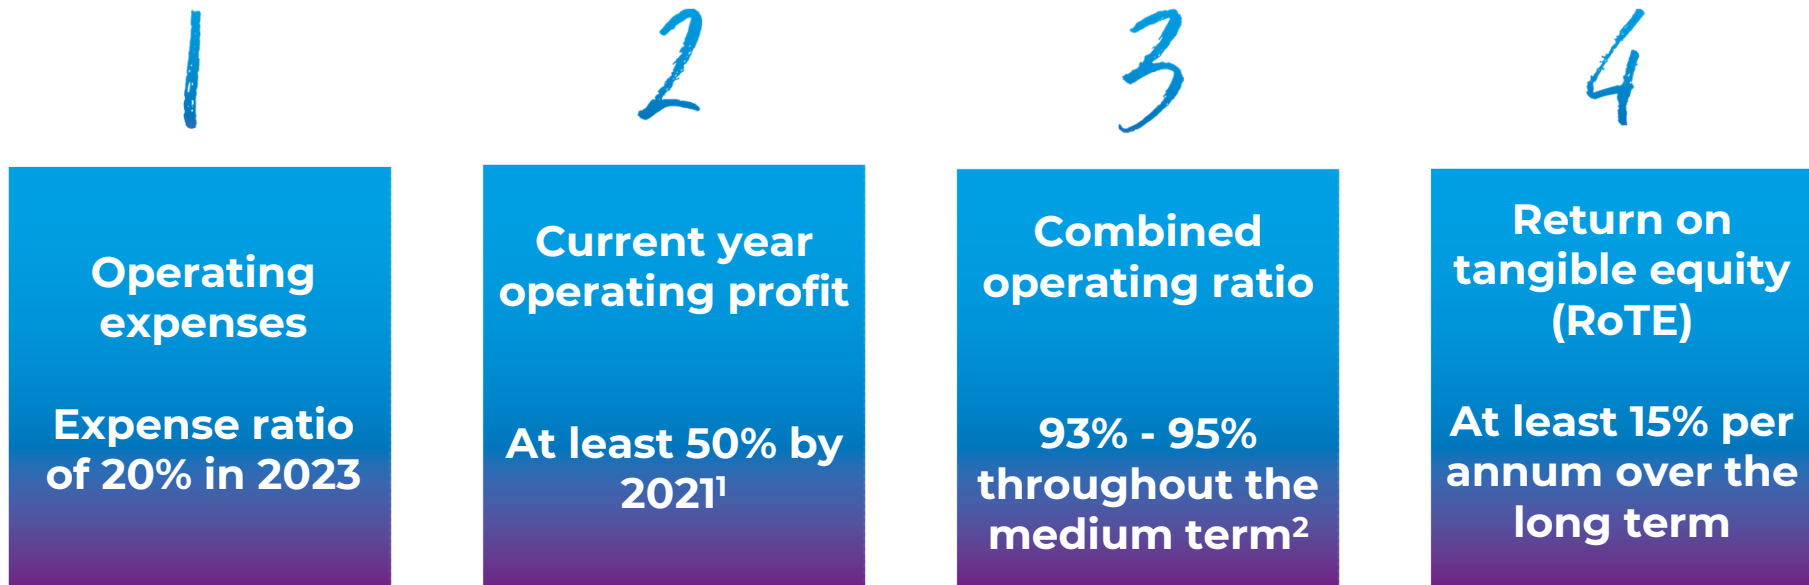 1
Operating
expenses
Expense ratio
of 20% in 2023
2
Current year
operating profit
At least 50% by
2021¹
3
Combined
operating ratio
93% - 95%
throughout the
medium term²
4
Return on
tangible equity
(RoTE)
At least 15% per
annum over the
long term